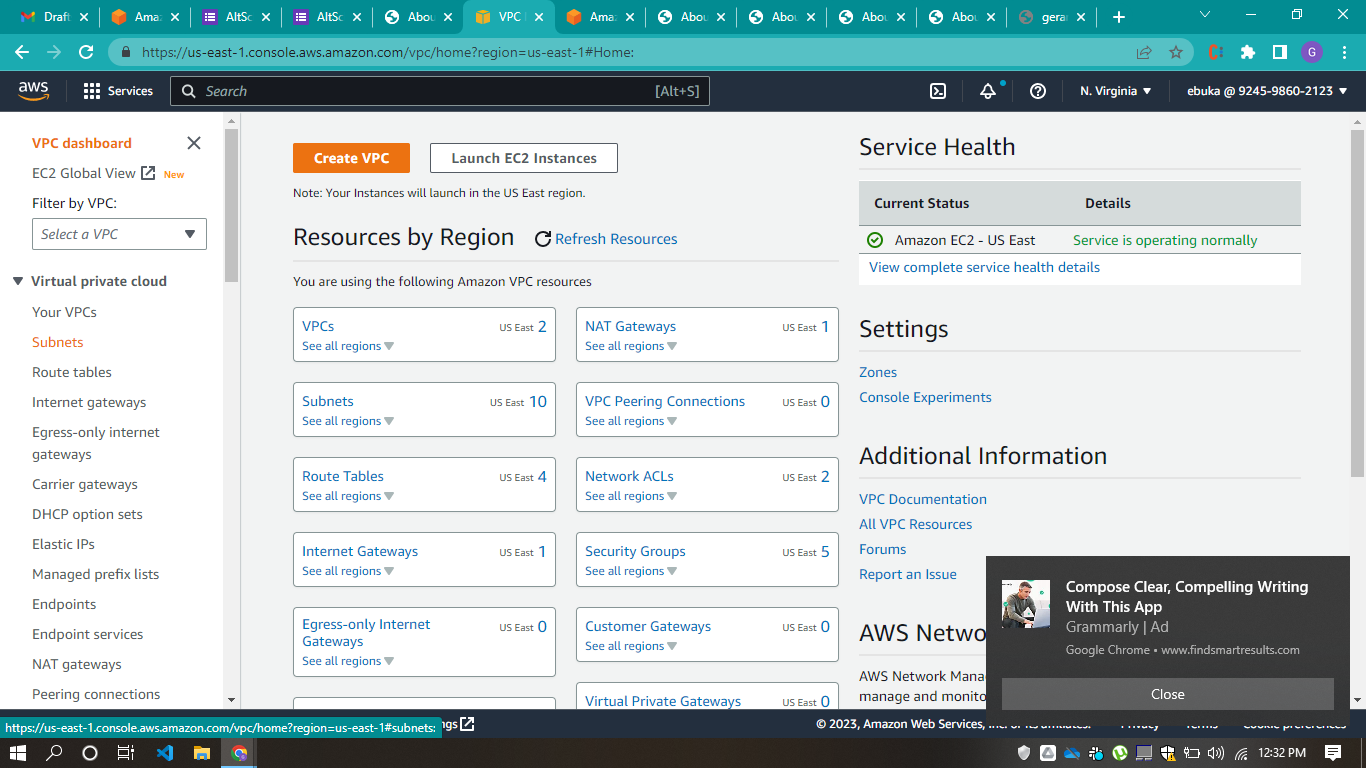 Draft
Amaz
AltSc
AltSc
Abou
VPC
Amaz
Abou
Abou
Abou
Abou
gerar
https://us-east-1.console.aws.amazon.com/vpc/home?region=us-east-1#Home:
G
aws
Services
Search
[Alt+S]
N. Virginia
ebuka @ 9245-9860-2123
VPC dashboard
EC2 Global View
New
Filter by VPC:
Select a VPC
Virtual private cloud
Your VPCs
Subnets
Route tables
Internet gateways
Egress-only internet
gateways
Carrier gateways
DHCP option sets
Elastic IPs
Managed prefix lists
Endpoints
Endpoint services
NAT gateways
Peering connections
Create VPC
Launch EC2 Instances
Note: Your Instances will launch in the US East region.
Resources by Region
Refresh Resources
You are using the following Amazon VPC resources
VPCs US East 2
See all regions
NAT Gateways US East 1
See all regions
Subnets US East 10
See all regions
VPC Peering Connections US East 0
See all regions
Route Tables US East 4
See all regions
Network ACLs US East 2
See all regions
Internet Gateways US East 1
See all regions
Security Groups US East 5
See all regions
Egress-only Internet US East 0
Gateways
See all regions
Customer Gateways US East 0
See all regions
Virtual Private Gateways US East 0
Service Health
Current Status Details
Amazon EC2 - US East Service is operating normally
View complete service health details
Settings
Zones
Console Experiments
Additional Information
VPC Documentation
All VPC Resources
Forums
Report an Issue
AWS Netwo
AWS Network Mana
manage and monito
Compose Clear, Compelling Writing
With This App
Grammarly | Ad
Google Chrome • www.findsmartresults.com
Close
https://us-east-1.console.aws.amazon.com/vpc/home?region=us-east-1#subnets:
© 2023, Amazon Web Services, Inc. or its affiliates.
Privacy
Terms
Cookie preferences
12:32 PM